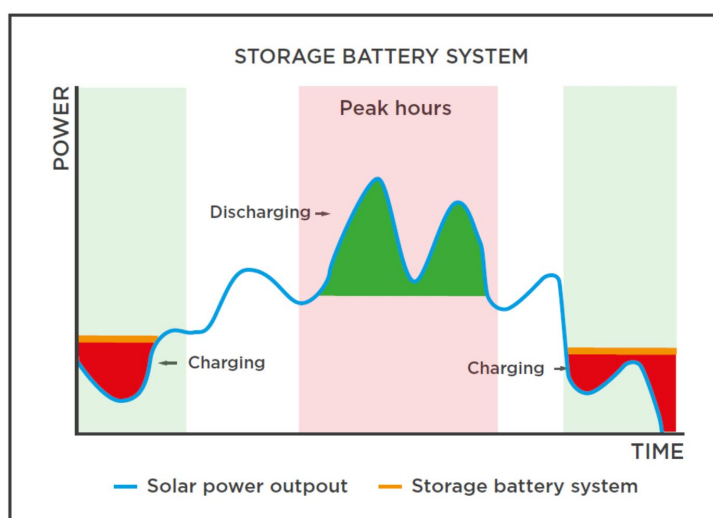 STORAGE BATTERY SYSTEM
POWER
Peak hours
Discharging
Charging
Charging
TIME
Solar power outpout
Storage battery system